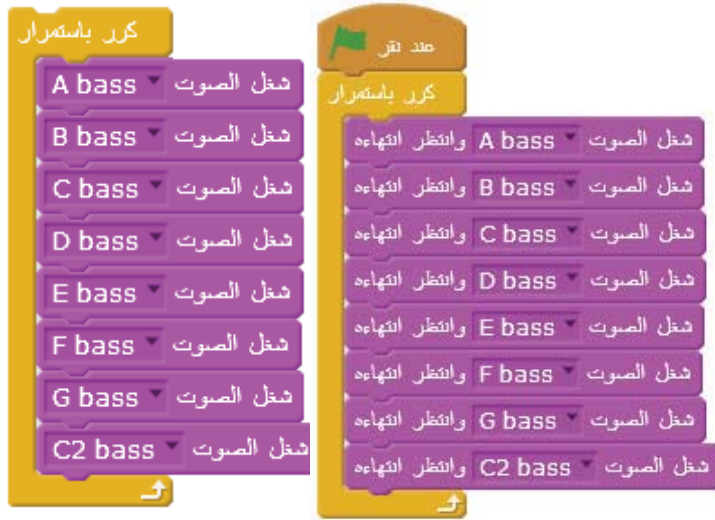 كرر باستمرار
شغل الصوت A bass
شغل الصوت B bass
شغل الصوت C bass
شغل الصوت D bass
شغل الصوت E bass
شغل الصوت F bass
شغل الصوت G bass
شغل الصوت C2 bass
عند نقر
كرر باستمرار
شغل الصوت A bass وانتظر انتهاءه
شغل الصوت B bass وانتظر انتهاءه
شغل الصوت C bass وانتظر انتهاءه
شغل الصوت D bass وانتظر انتهاءه
شغل الصوت E bass وانتظر انتهاءه
شغل الصوت F bass وانتظر انتهاءه
شغل الصوت G bass وانتظر انتهاءه
شغل الصوت C2 bass وانتظر انتهاءه